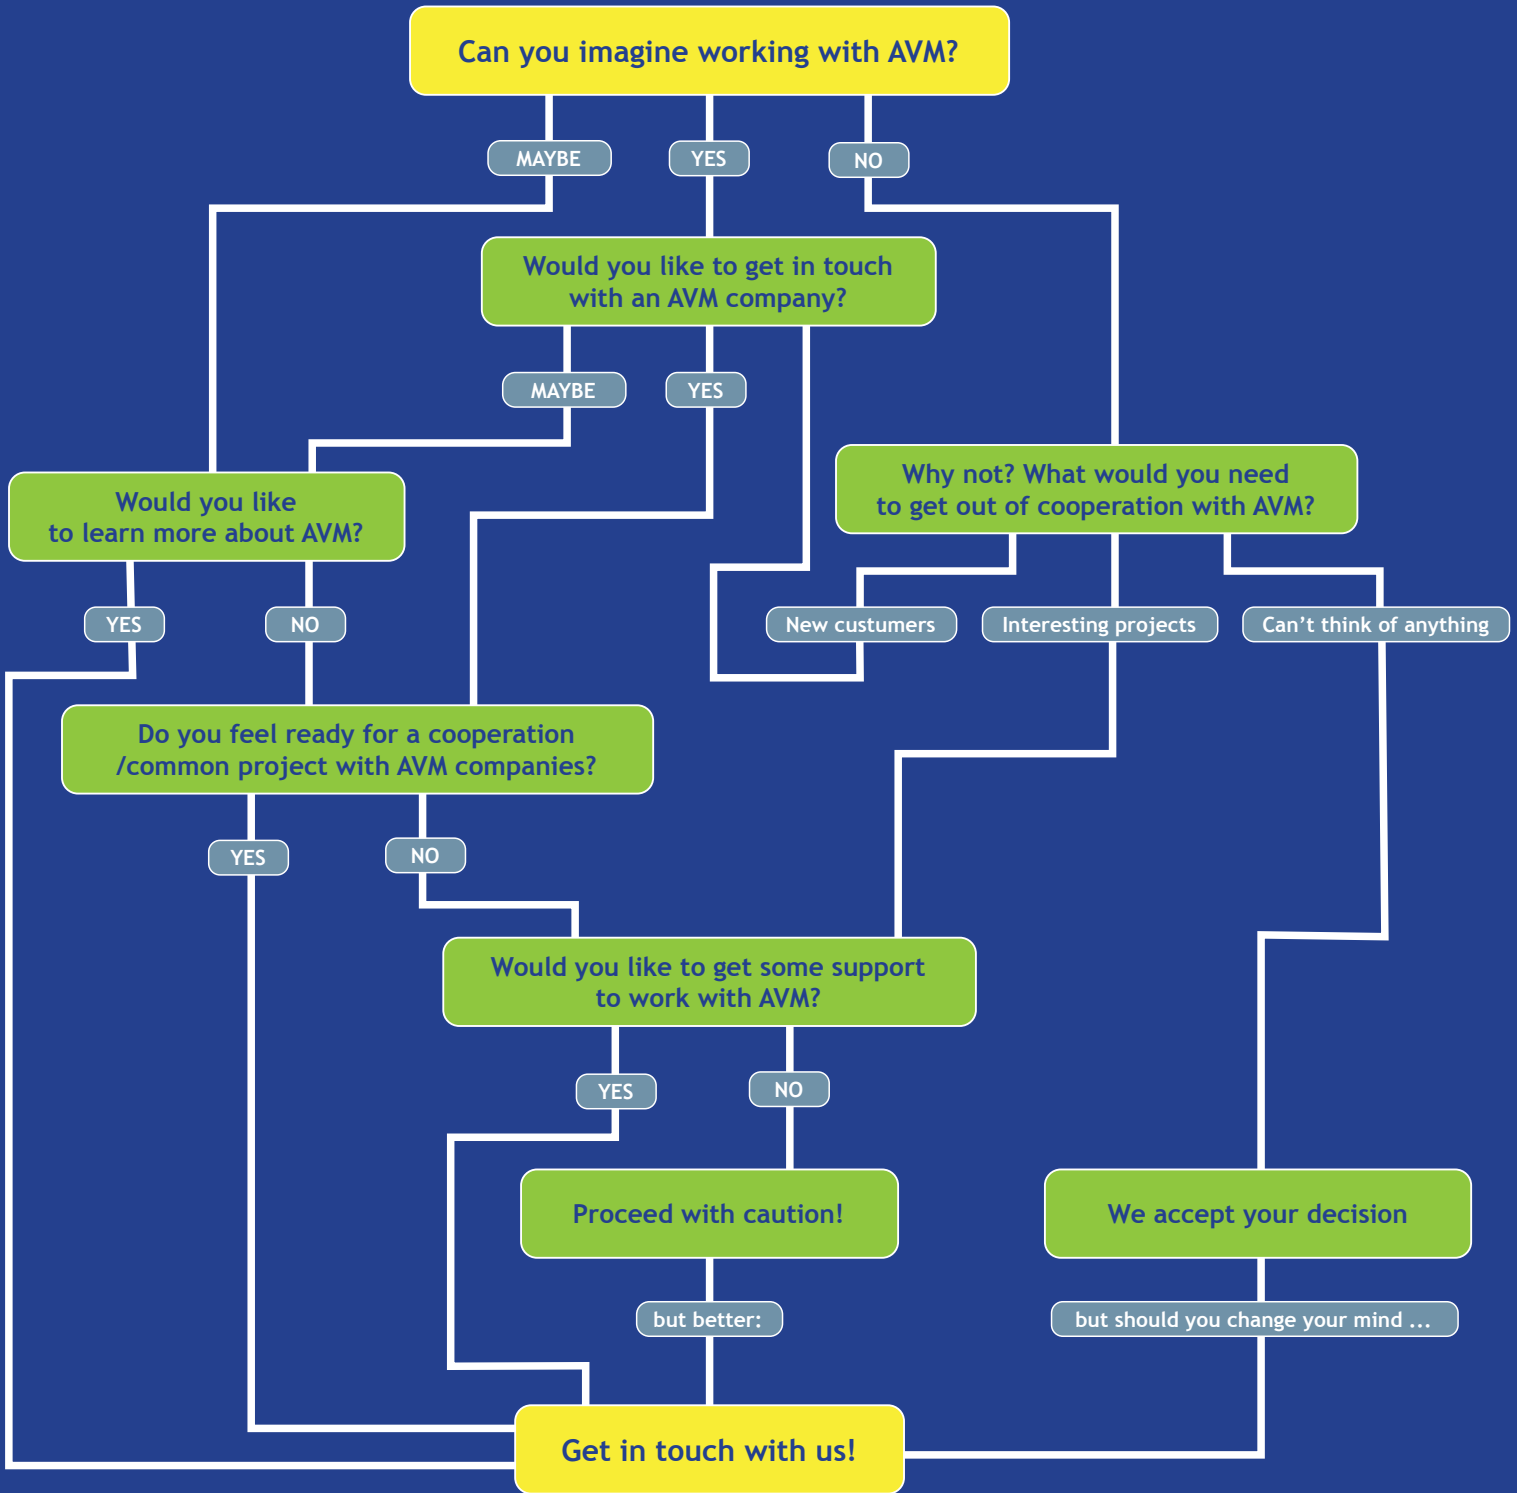 Can you imagine working with AVM?
MAYBE
YES
NO
Would you like to get in touch
with an AVM company?
MAYBE
YES
Would you like
to learn more about AVM?
Why not? What would you need
to get out of cooperation with AVM?
YES
NO
New custumers
Interesting projects
Can’t think of anything
Do you feel ready for a cooperation
/common project with AVM companies?
YES
NO
Would you like to get some support
to work with AVM?
YES
NO
Proceed with caution!
We accept your decision
but better:
but should you change your mind ...
Get in touch with us!